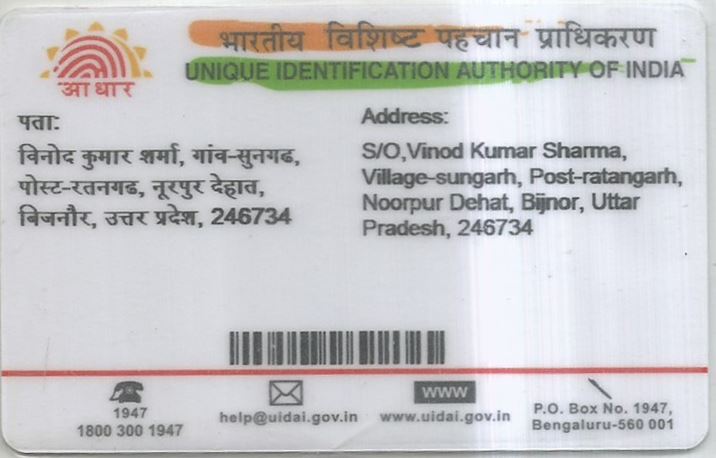 भारतीय विशिष्ट पहचान प्राधिकरण
UNIQUE IDENTIFICATION AUTHORITY OF INDIA
आधार
पता:
विनोद कुमार शर्मा, गांव-सुनगढ,
पोस्ट-रतनगढ, नूरपुर देहात,
बिजनौर, उत्तर प्रदेश, 246734
Address:
S/O,Vinod Kumar Sharma,
Village-sungarh, Post-ratangarh,
Noorpur Dehat, Bijnor, Uttar
Pradesh, 246734
1947
1800 300 1947
help@uidai.gov.in
WWW
www.uidai.gov.in
P.O. Box No. 1947,
Bengaluru-560 001